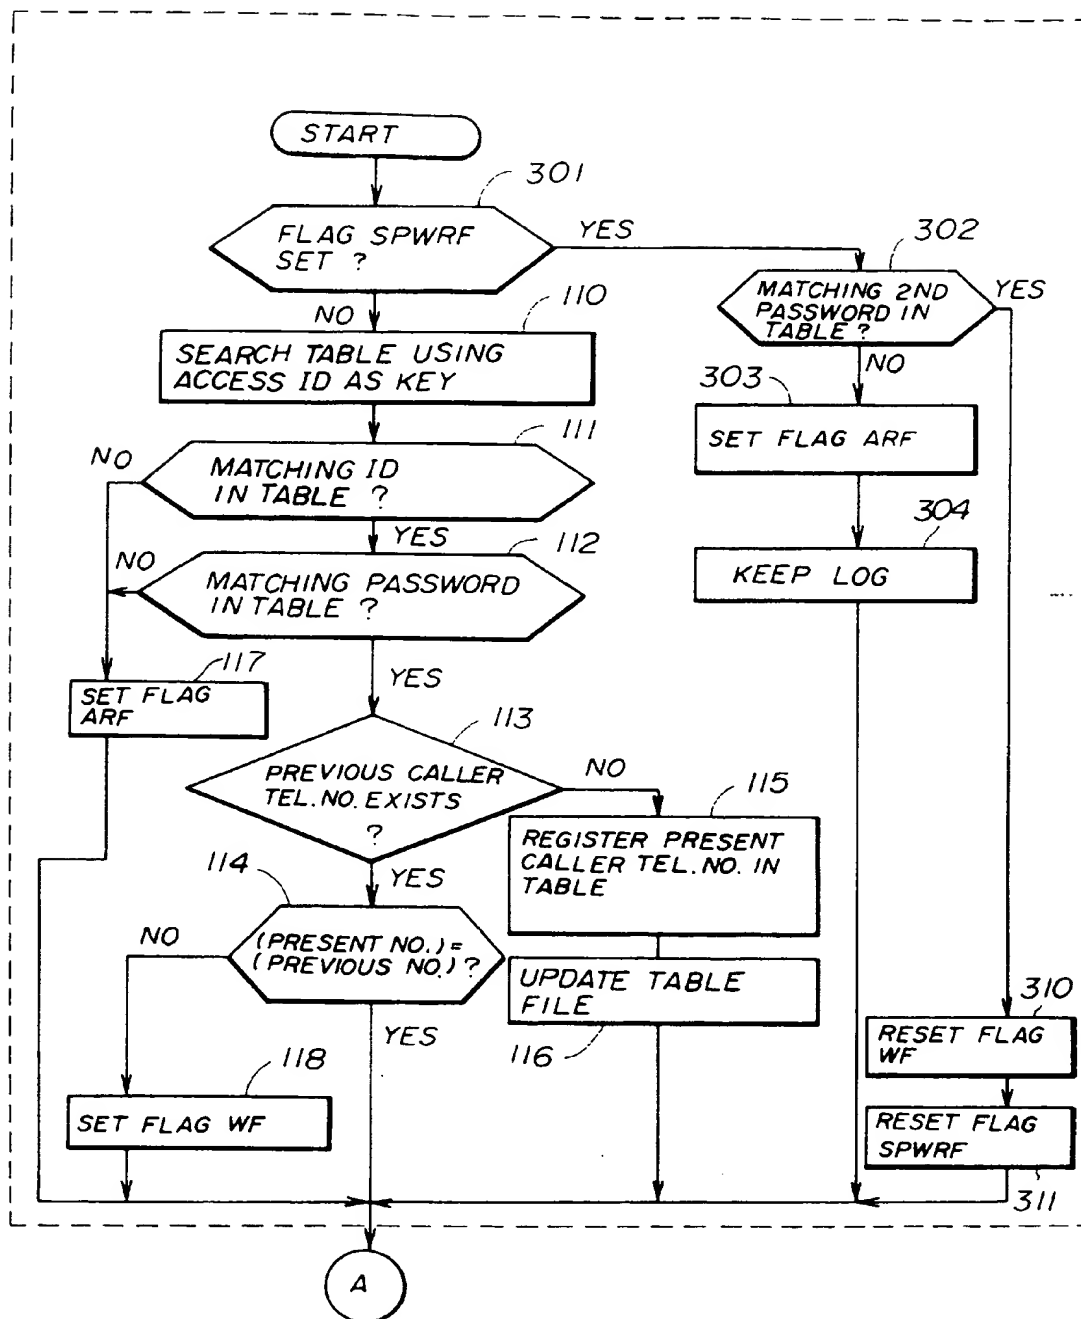 START
301
FLAG SPWRF
SET ?
YES
302
MATCHING 2ND
PASSWORD IN
TABLE ?
YES
NO
110
SEARCH TABLE USING
ACCESS ID AS KEY
NO
303
SET FLAG ARF
111
NO
MATCHING ID
IN TABLE ?
YES
304
KEEP LOG
112
NO
MATCHING PASSWORD
IN TABLE ?
117
SET FLAG
ARF
YES
113
PREVIOUS CALLER
TEL. NO. EXISTS
?
NO
115
REGISTER PRESENT
CALLER TEL. NO. IN
TABLE
114
YES
NO
(PRESENT NO.) =
(PREVIOUS NO.) ?
UPDATE TABLE
FILE
116
YES
310
RESET FLAG
WF
118
SET FLAG WF
RESET FLAG
SPWRF
311
A